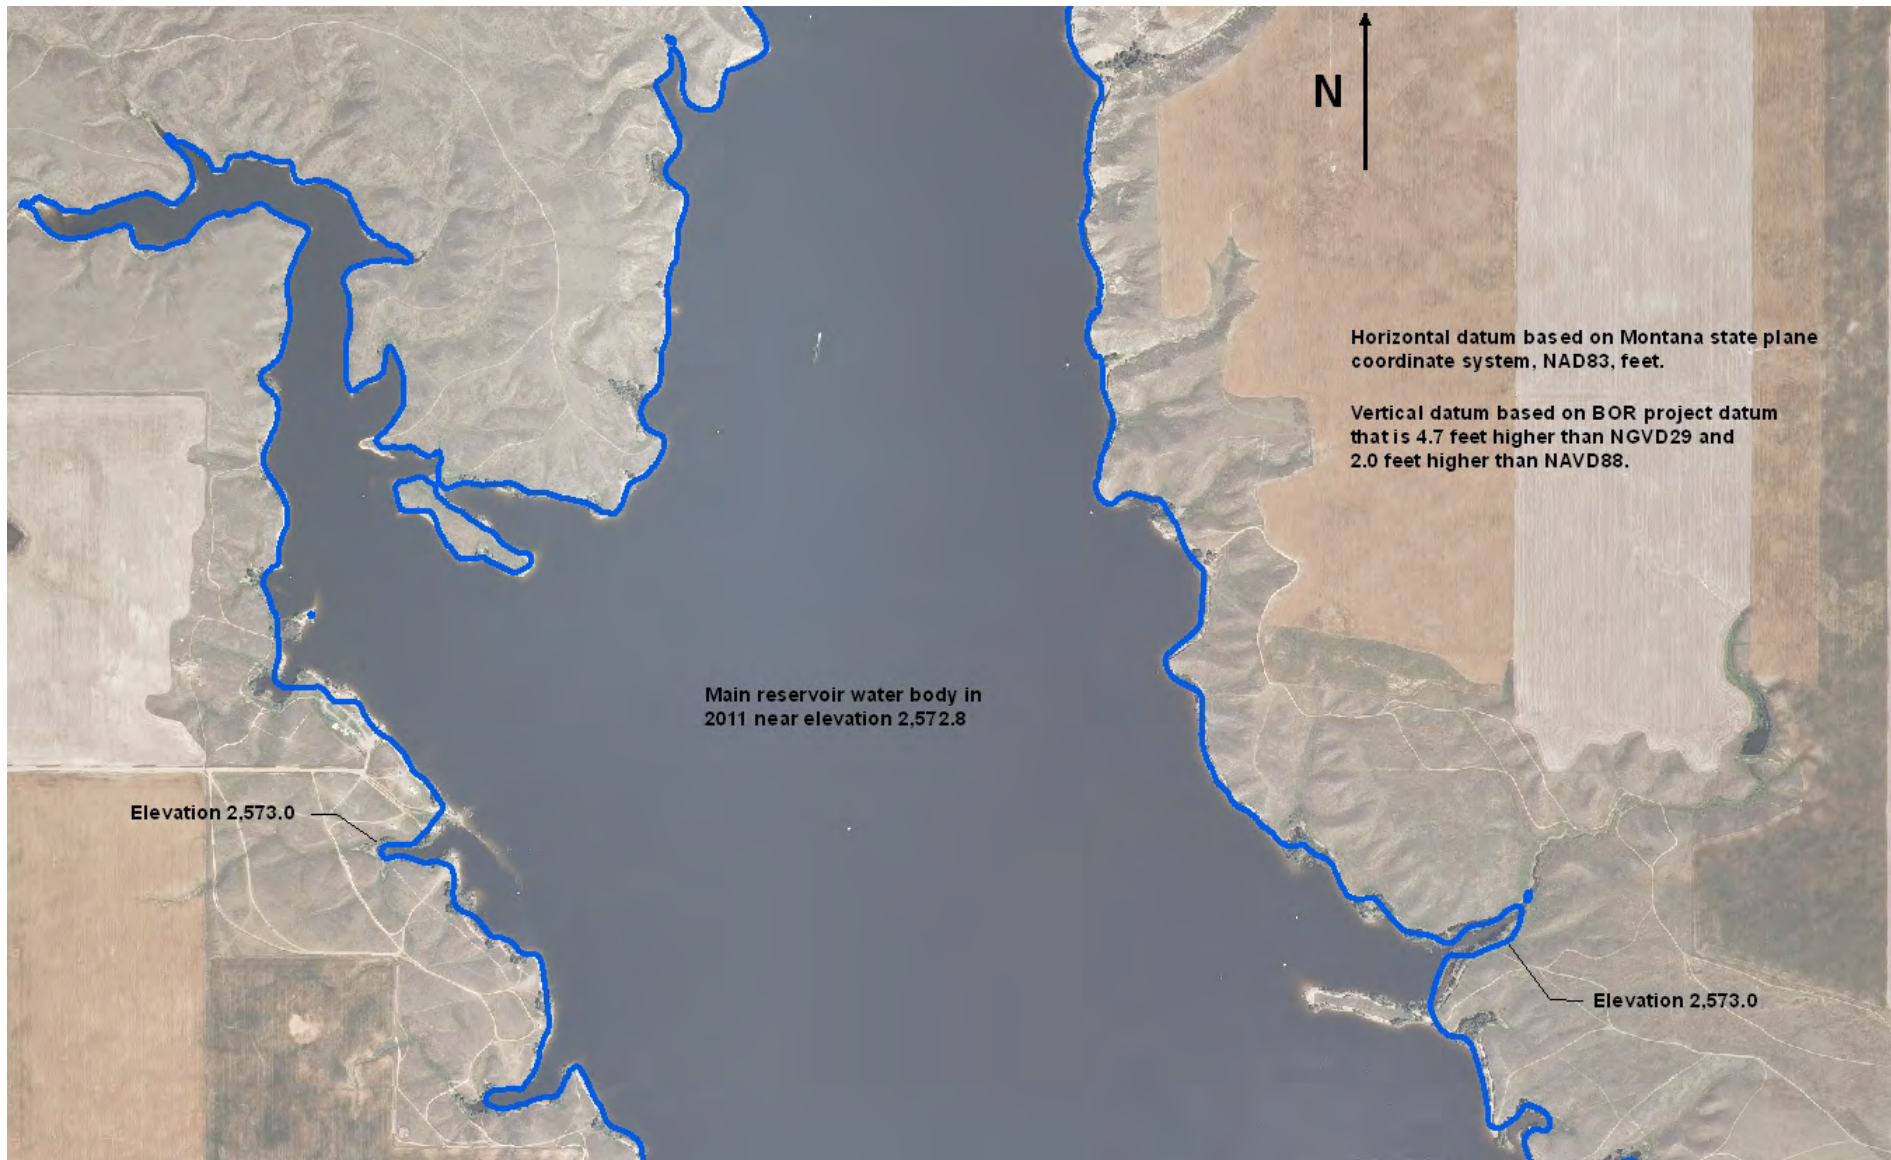 N
Horizontal datum based on Montana state plane
coordinate system, NAD83, feet.
Vertical datum based on BOR project datum
that is 4.7 feet higher than NGVD29 and
2.0 feet higher than NAVD88.
Main reservoir water body in
2011 near elevation 2,572.8
Elevation 2,573.0
Elevation 2,573.0